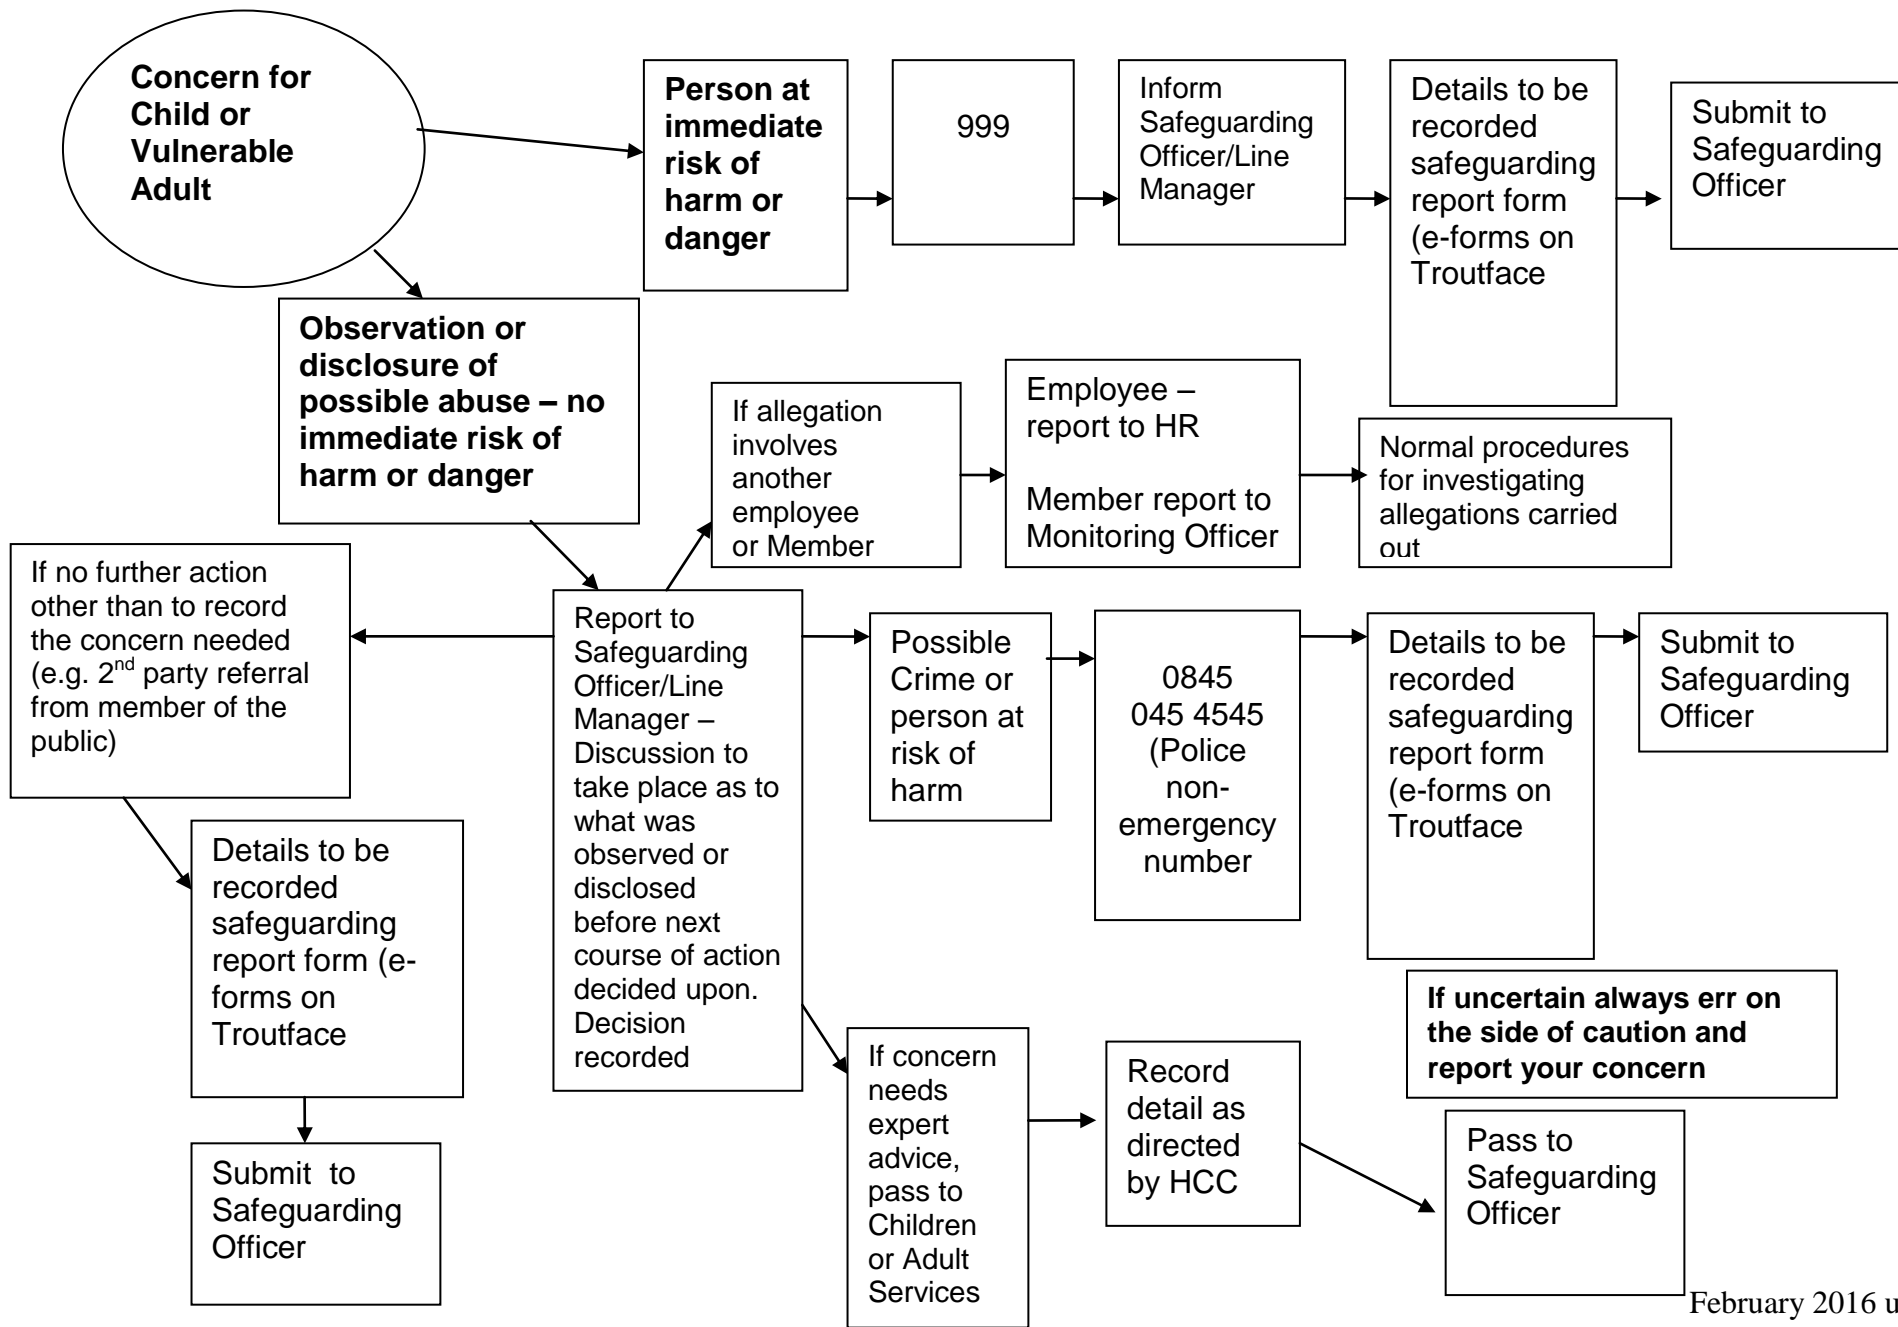 Concern for
Child or
Vulnerable
Adult
Person at
immediate
risk of
harm or
danger
999
Inform
Safeguarding
Officer/Line
Manager
Details to be
recorded
safeguarding
report form
(e-forms on
Troutface
Submit to
Safeguarding
Officer
Observation or
disclosure of
possible abuse – no
immediate risk of
harm or danger
If allegation
involves
another
employee
or Member
Employee –
report to HR
Member report to
Monitoring Officer
Normal procedures
for investigating
allegations carried
out
If no further action
other than to record
the concern needed
(e.g. 2nd party referral
from member of the
public)
Report to
Safeguarding
Officer/Line
Manager –
Discussion to
take place as to
what was
observed or
disclosed
before next
course of action
decided upon.
Decision
recorded
Possible
Crime or
person at
risk of
harm
0845
045 4545
(Police
non-
emergency
number
Details to be
recorded
safeguarding
report form
(e-forms on
Troutface
Submit to
Safeguarding
Officer
Details to be
recorded
safeguarding
report form (e-
forms on
Troutface
Submit  to
Safeguarding
Officer
If concern
needs
expert
advice,
pass to
Children
or Adult
Services
Record
detail as
directed
by HCC
If uncertain always err on
the side of caution and
report your concern
Pass to
Safeguarding
Officer
February 2016 u